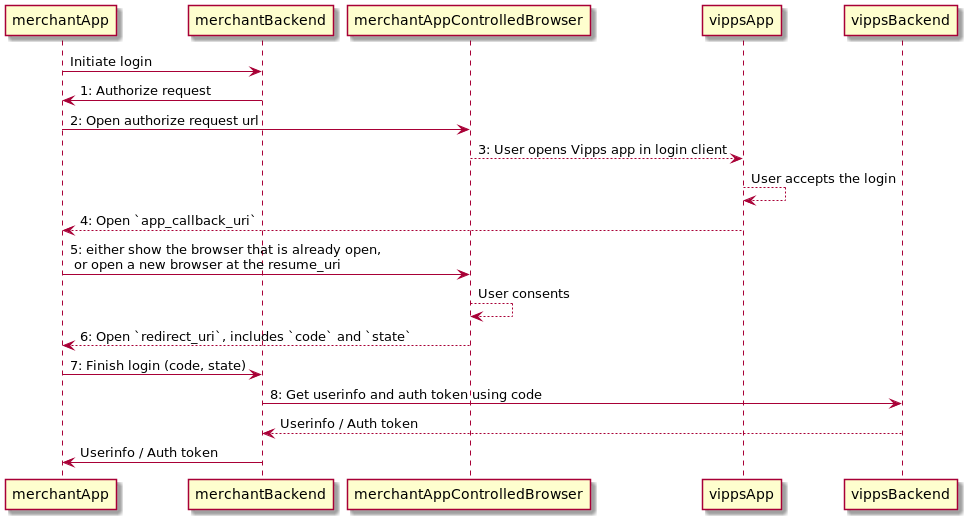 merchantApp merchantBackend merchantAppControlledBrowser vippsApp vippsBackend
Initiate login
1: Authorize request
2: Open authorize request url
3: User opens Vipps app in login client
User accepts the login
4: Open `app_callback_uri`
5: either show the browser that is already open,
or open a new browser at the resume_uri
User consents
6: Open `redirect_uri`, includes `code` and `state`
7: Finish login (code, state)
8: Get userinfo and auth token using code
Userinfo / Auth token
Userinfo / Auth token
merchantApp merchantBackend merchantAppControlledBrowser vippsApp vippsBackend